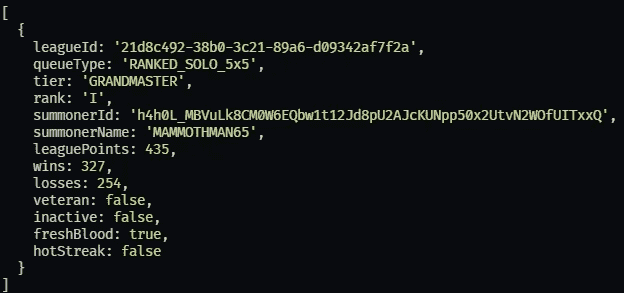 [
  {
    leagueId: '21d8c492-38b0-3c21-89a6-d09342af7f2a',
    queueType: 'RANKED_SOLO_5x5',
    tier: 'GRANDMASTER',
    rank: 'I',
    summonerId: 'h4h0L_MBVuLk8CM0W6EQbw1t12Jd8pU2AJcKUNpp50x2UtvN2WOfUITxxQ',
    summonerName: 'MAMMOTHMAN65',
    leaguePoints: 435,
    wins: 327,
    losses: 254,
    veteran: false,
    inactive: false,
    freshBlood: true,
    hotStreak: false
  }
]